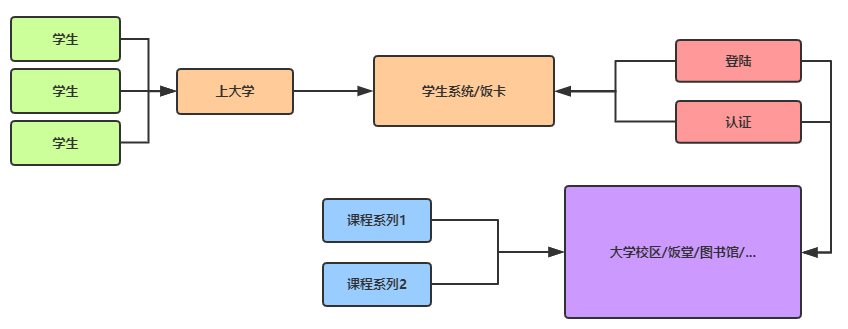 学生
学生
学生
上大学
学生系统/饭卡
登陆
认证
课程系列1
课程系列2
大学校区/饭堂/图书馆/...